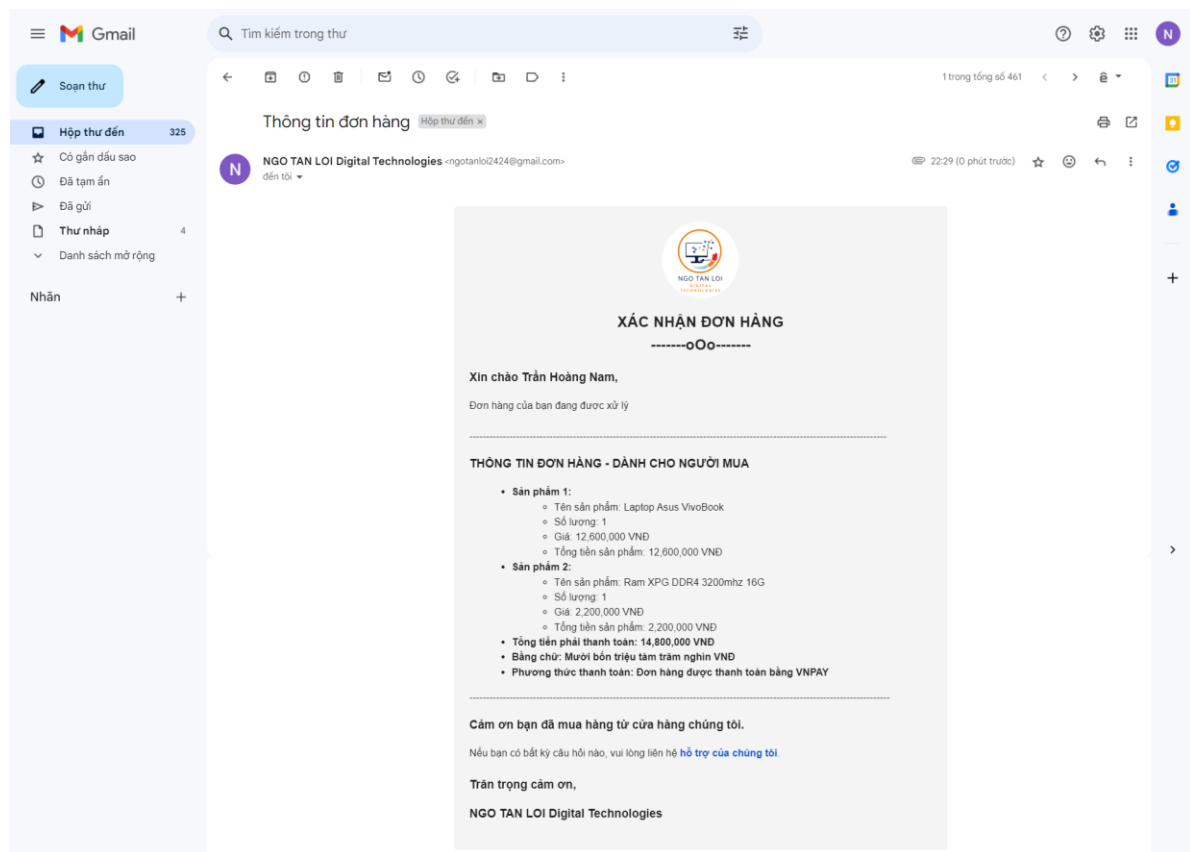 Gmail
Tìm kiếm trong thư
N
Soạn thư
1 trong tổng số 461
31
Hộp thư đến 325
Có gắn dấu sao
Đã tạm ẩn
Đã gửi
Thư nháp 4
Danh sách mở rộng
Nhãn
Thông tin đơn hàng Hộp thư đến ×
N
NGO TAN LOI Digital Technologies <ngotanloi2424@gmail.com>
22:29 (0 phút trước)
đến tôi
NGO TAN LOI
DIGITAL
TECHNOLOGIES
XÁC NHẬN ĐƠN HÀNG
-------oOo-------
Xin chào Trần Hoàng Nam,
Đơn hàng của bạn đang được xử lý
THÔNG TIN ĐƠN HÀNG - DÀNH CHO NGƯỜI MUA
• Sản phẩm 1:
◦ Tên sản phẩm: Laptop Asus VivoBook
◦ Số lượng: 1
◦ Giá: 12,600,000 VNĐ
◦ Tổng tiền sản phẩm: 12,600,000 VNĐ
• Sản phẩm 2:
◦ Tên sản phẩm: Ram XPG DDR4 3200mhz 16G
◦ Số lượng: 1
◦ Giá: 2,200,000 VNĐ
◦ Tổng tiền sản phẩm: 2,200,000 VNĐ
• Tổng tiền phải thanh toán: 14,800,000 VNĐ
• Bằng chữ: Mười bốn triệu tám trăm nghìn VNĐ
• Phương thức thanh toán: Đơn hàng được thanh toán bằng VNPAY
Cảm ơn bạn đã mua hàng từ cửa hàng chúng tôi.
Nếu bạn có bất kỳ câu hỏi nào, vui lòng liên hệ hỗ trợ của chúng tôi.
Trân trọng cảm ơn,
NGO TAN LOI Digital Technologies